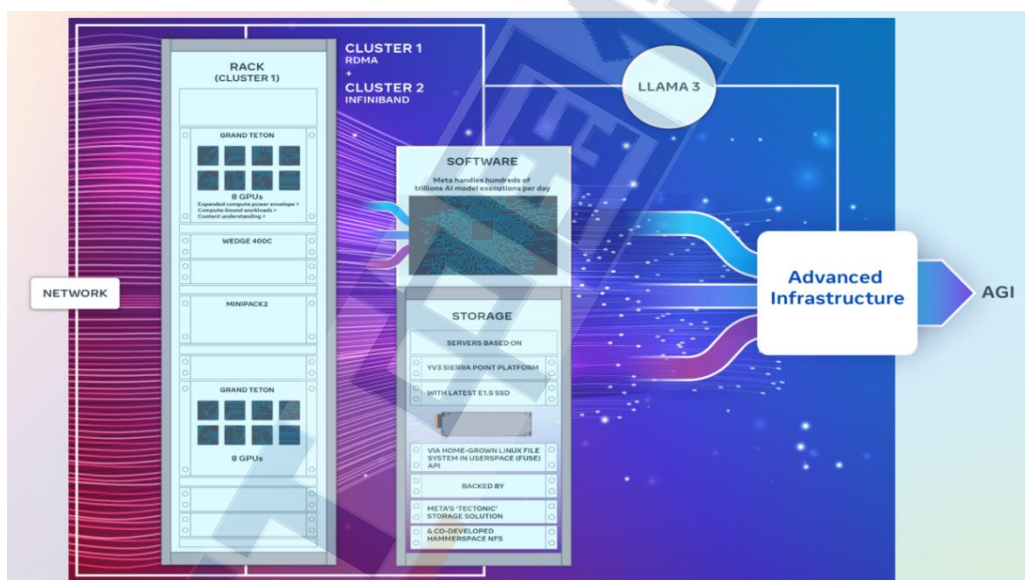 NETWORK
RACK
(CLUSTER 1)
GRAND TETON
8 GPUs
Expanded compute power envelope >
Compute-bound workloads >
Content understanding >
WEDGE 400C
MINIPACK2
GRAND TETON
8 GPUs
CLUSTER 1
RDMA
+
CLUSTER 2
INFINIBAND
SOFTWARE
Meta handles hundreds of
trillions AI model executions per day
STORAGE
SERVERS BASED ON
YV3 SIERRA POINT PLATFORM
WITH LATEST E1.S SSD
VIA HOME-GROWN LINUX FILE
SYSTEM IN USERSPACE (FUSE)
API
BACKED BY
META'S 'TECTONIC'
STORAGE SOLUTION
& CO-DEVELOPED
HAMMERSPACE NFS
LLAMA 3
Advanced
Infrastructure
AGI